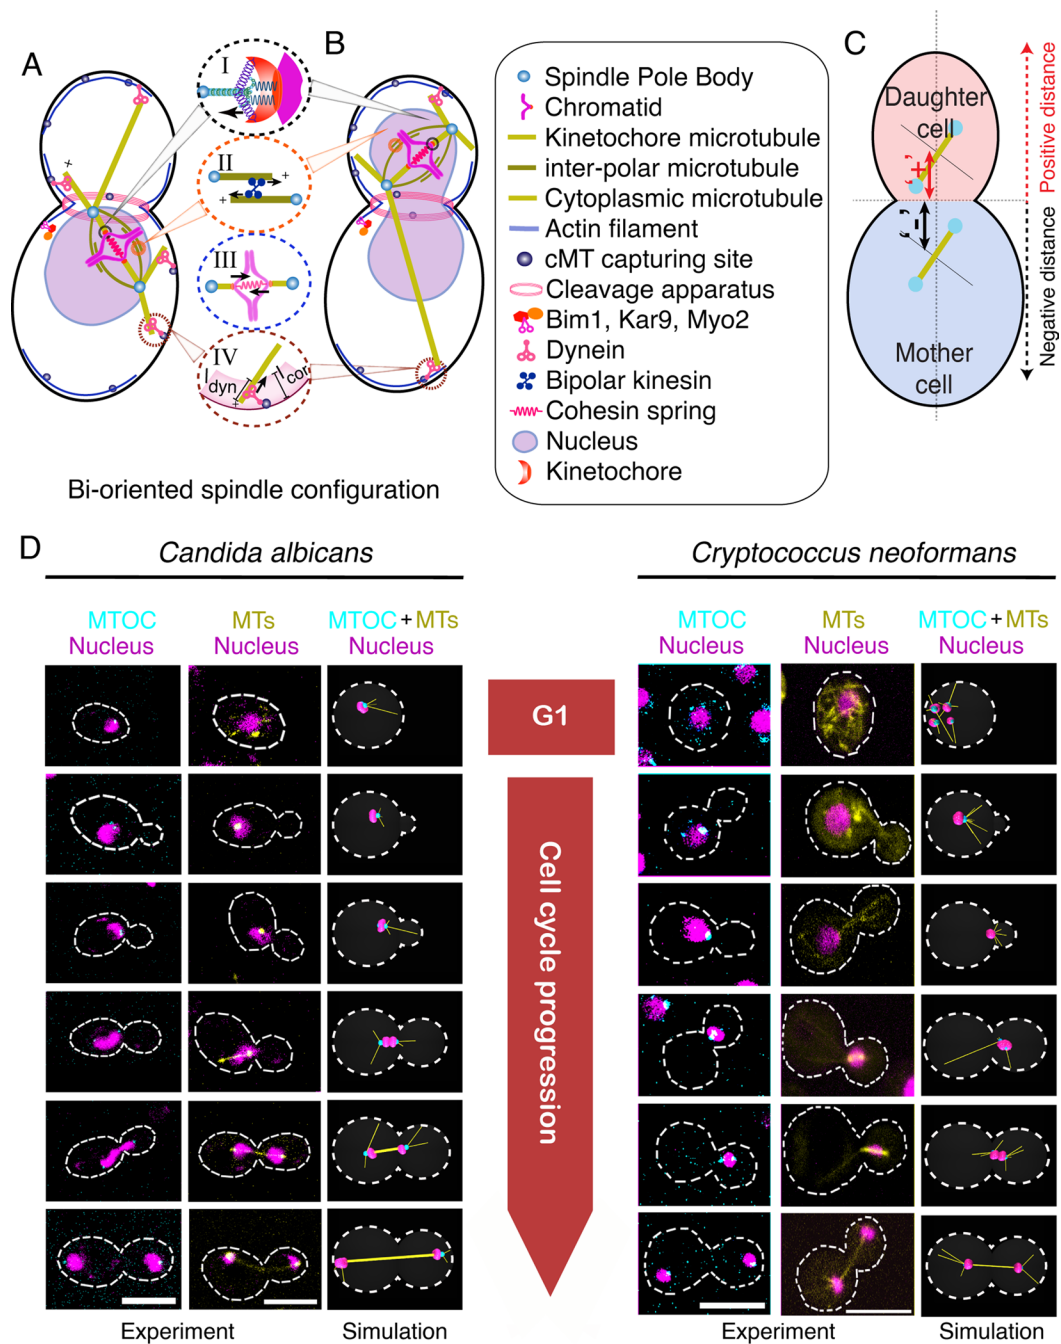 A
B
C
I
II
III
IV
+
+
+
+
dyn
cor
l
l
Spindle Pole Body
Chromatid
Kinetochore microtubule
inter-polar microtubule
Cytoplasmic microtubule
Actin filament
cMT capturing site
Cleavage apparatus
Bim1, Kar9, Myo2
Dynein
Bipolar kinesin
Cohesin spring
Nucleus
Kinetochore
Daughter
cell
'+'
'-'
Mother
cell
Positive distance
Negative distance
Bi-oriented spindle configuration
D
Candida albicans
Cryptococcus neoformans
MTOC
Nucleus
MTs
Nucleus
MTOC+MTs
Nucleus
MTOC
Nucleus
MTs
Nucleus
MTOC+MTs
Nucleus
G1
Cell cycle progression
Experiment
Simulation
Experiment
Simulation